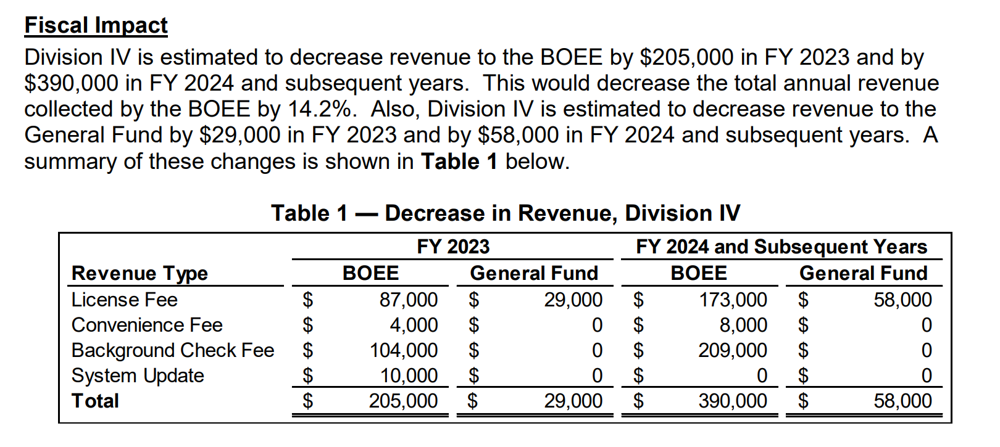 Fiscal Impact
Division IV is estimated to decrease revenue to the BOEE by $205,000 in FY 2023 and by
$390,000 in FY 2024 and subsequent years.  This would decrease the total annual revenue
collected by the BOEE by 14.2%.  Also, Division IV is estimated to decrease revenue to the
General Fund by $29,000 in FY 2023 and by $58,000 in FY 2024 and subsequent years.  A
summary of these changes is shown in Table 1 below.
Table 1 — Decrease in Revenue, Division IV
FY 2023 FY 2024 and Subsequent Years
Revenue Type BOEE General Fund BOEE General Fund
License Fee $ 87,000 $ 29,000 $ 173,000 $ 58,000
Convenience Fee $ 4,000 $ 0 $ 8,000 $ 0
Background Check Fee $ 104,000 $ 0 $ 209,000 $ 0
System Update $ 10,000 $ 0 $ 0 $ 0
Total $ 205,000 $ 29,000 $ 390,000 $ 58,000